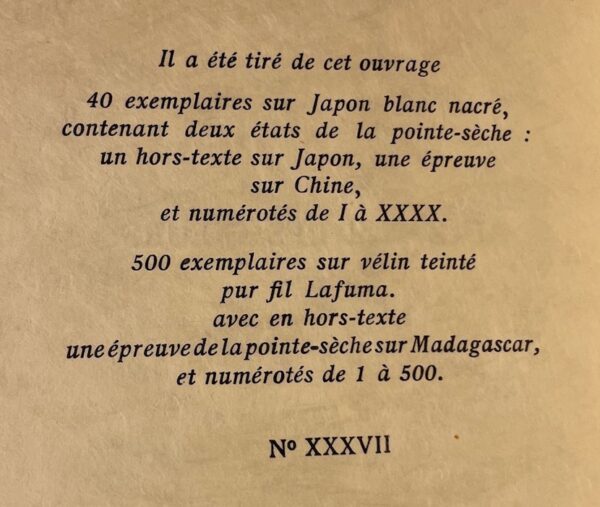 Il a été tiré de cet ouvrage
40 exemplaires sur Japon blanc nacré,
contenant deux états de la pointe-sèche :
un hors-texte sur Japon, une épreuve
sur Chine,
et numérotés de I à XXXX.
500 exemplaires sur vélin teinté
pur fil Lafuma.
avec en hors-texte
une épreuve de la pointe-sèche sur Madagascar,
et numérotés de 1 à 500.
Nº XXXVII